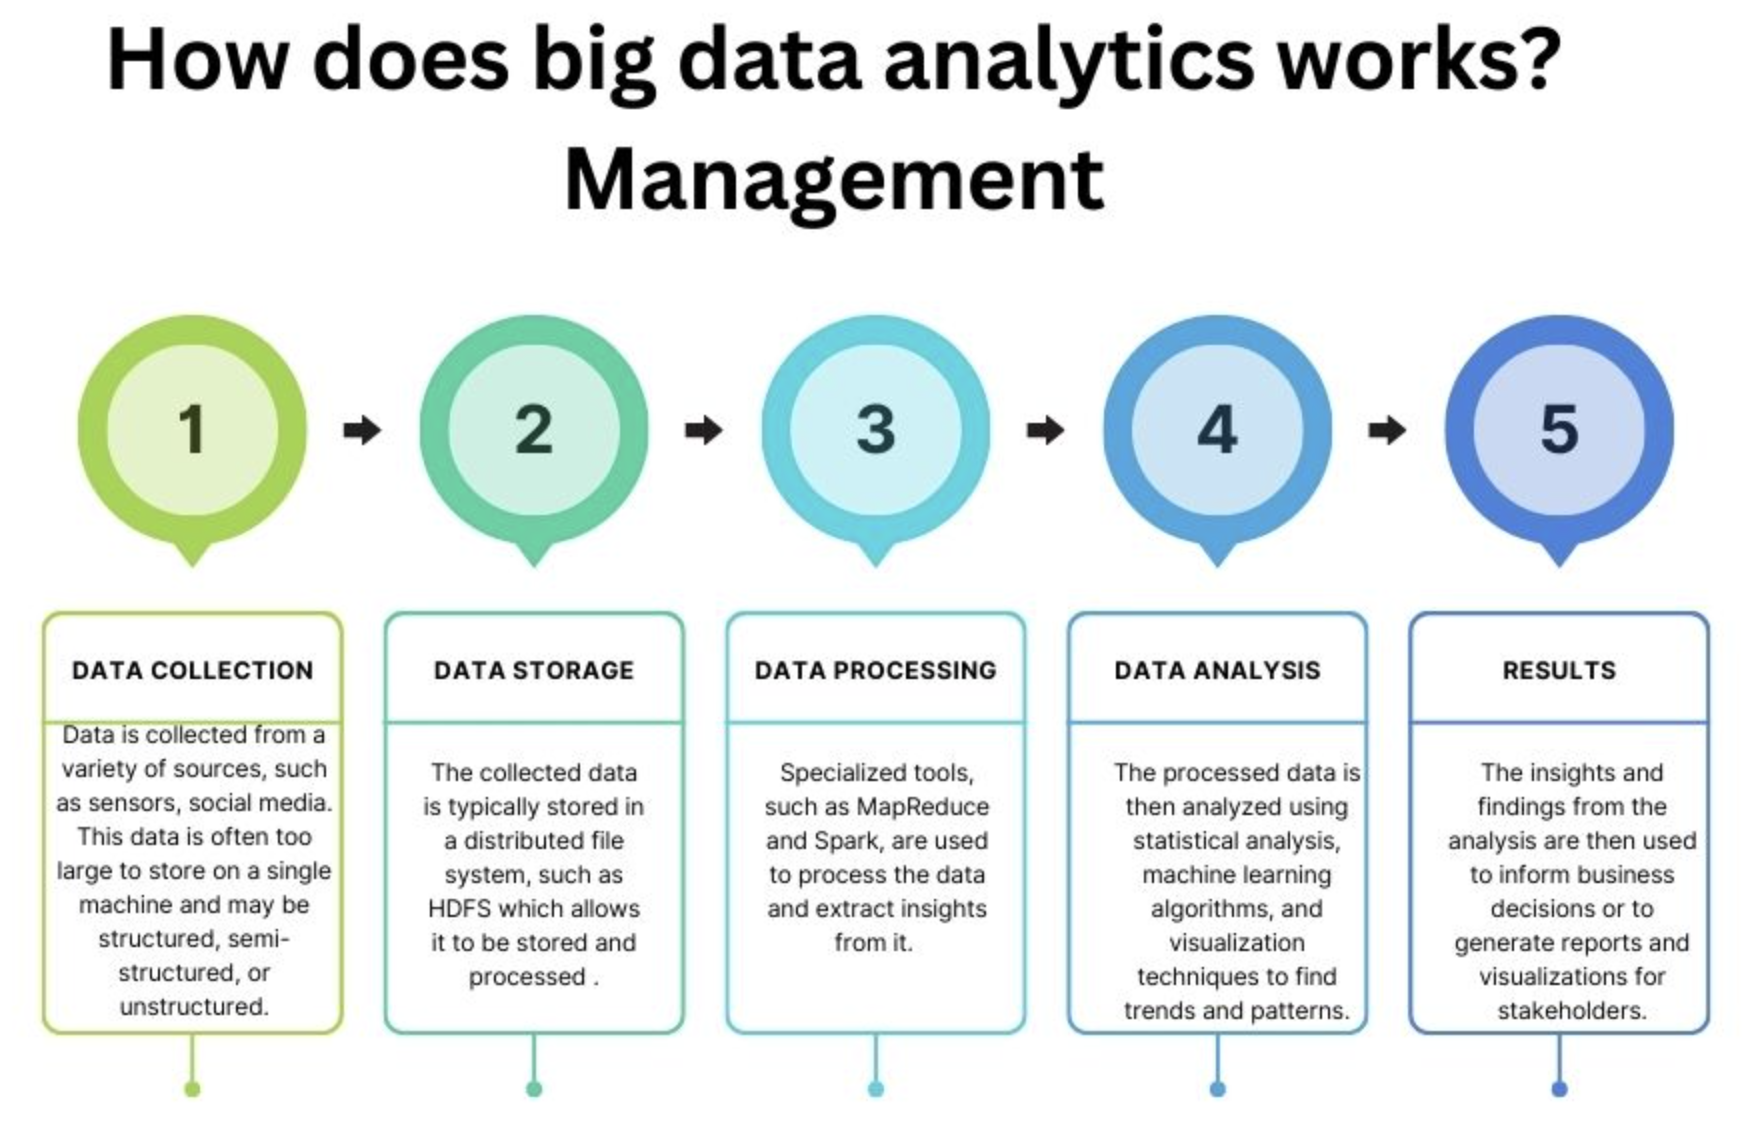 How does big data analytics works?
Management
1
2
3
4
5
DATA COLLECTION
Data is collected from a
variety of sources, such
as sensors, social media.
This data is often too
large to store on a single
machine and may be
structured, semi-
structured, or
unstructured.
DATA STORAGE
The collected data
is typically stored in
a distributed file
system, such as
HDFS which allows
it to be stored and
processed .
DATA PROCESSING
Specialized tools,
such as MapReduce
and Spark, are used
to process the data
and extract insights
from it.
DATA ANALYSIS
The processed data is
then analyzed using
statistical analysis,
machine learning
algorithms, and
visualization
techniques to find
trends and patterns.
RESULTS
The insights and
findings from the
analysis are then used
to inform business
decisions or to
generate reports and
visualizations for
stakeholders.